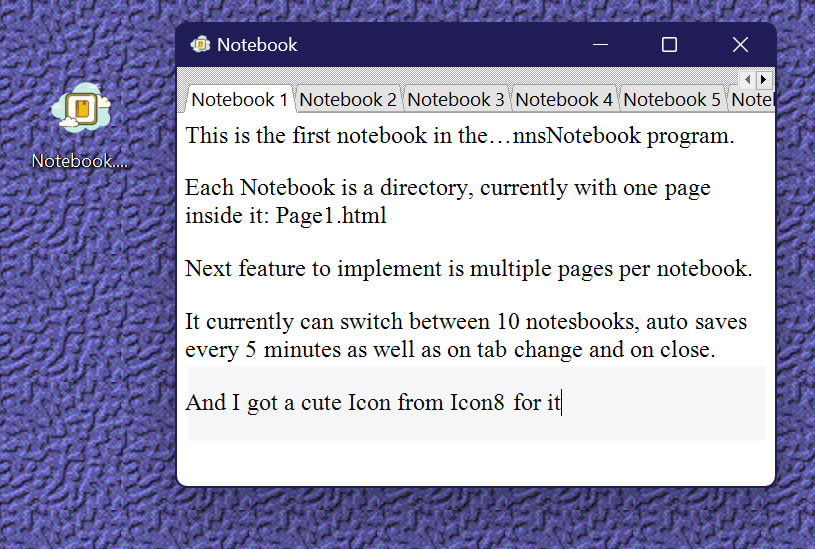 Notebook
Notebook....
Notebook 1 Notebook 2 Notebook 3 Notebook 4 Notebook 5 Notel
This is the first notebook in the…nnsNotebook program.
Each Notebook is a directory, currently with one page
inside it: Page1.html
Next feature to implement is multiple pages per notebook.
It currently can switch between 10 notesbooks, auto saves
every 5 minutes as well as on tab change and on close.
And I got a cute Icon from Icon8 for it